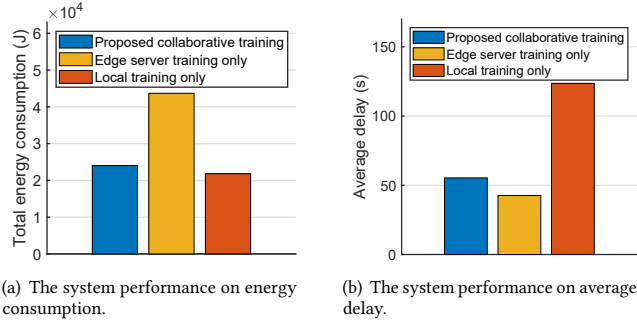 ×10⁴
Total energy consumption (J)
6
5
4
3
2
1
0
Proposed collaborative training
Edge server training only
Local training only
(a) The system performance on energy
consumption.
Average delay (s)
150
100
50
0
Proposed collaborative training
Edge server training only
Local training only
(b) The system performance on average
delay.